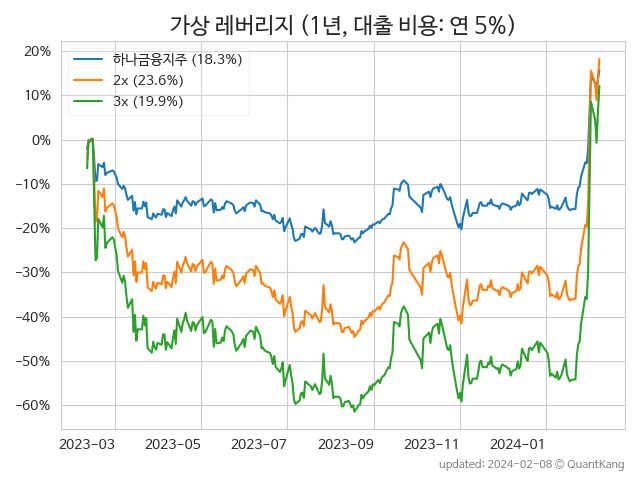 가상 레버리지 (1년, 대출 비용: 연 5%)
하나금융지주 (18.3%)
2x (23.6%)
3x (19.9%)
20%
10%
0%
−10%
−20%
−30%
−40%
−50%
−60%
2023-03 2023-05 2023-07 2023-09 2023-11 2024-01
updated: 2024-02-08 © QuantKang